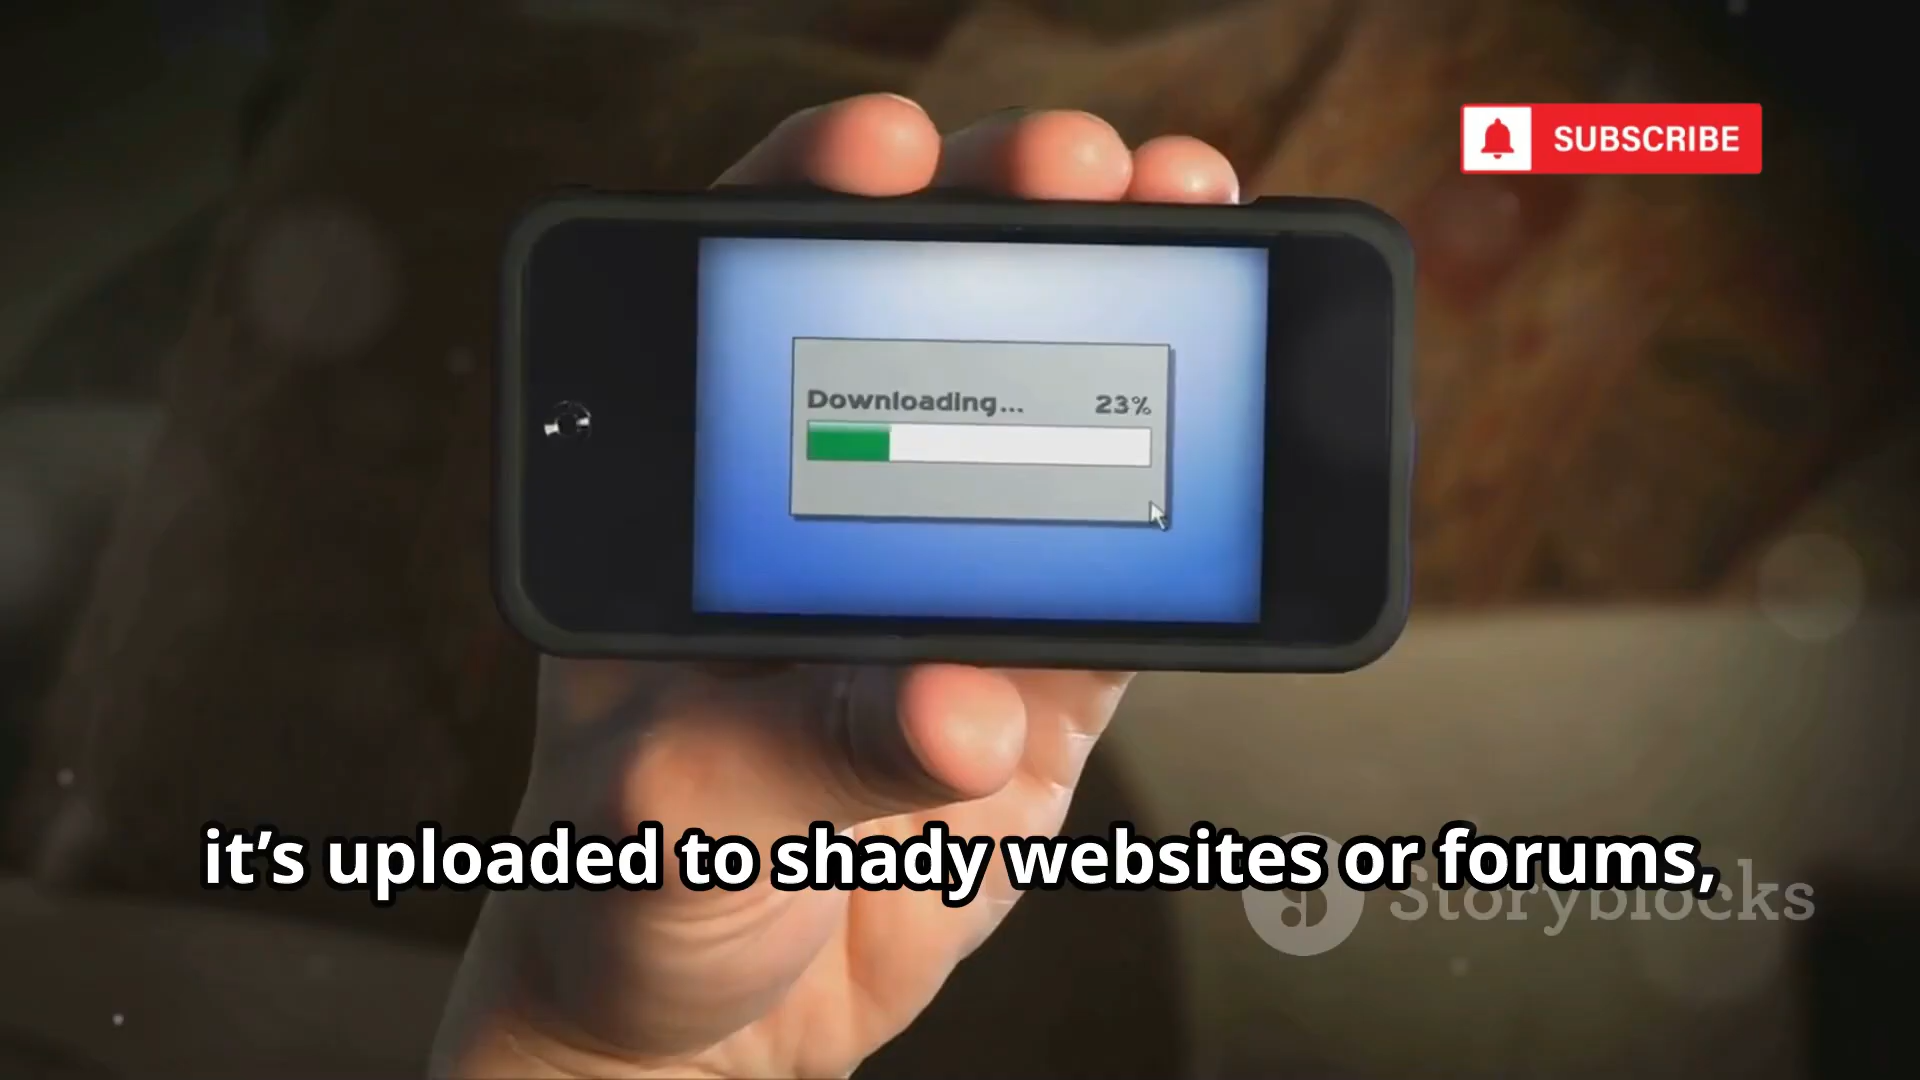 SUBSCRIBE
Downloading... 23%
it’s uploaded to shady websites or forums,
Storyblocks